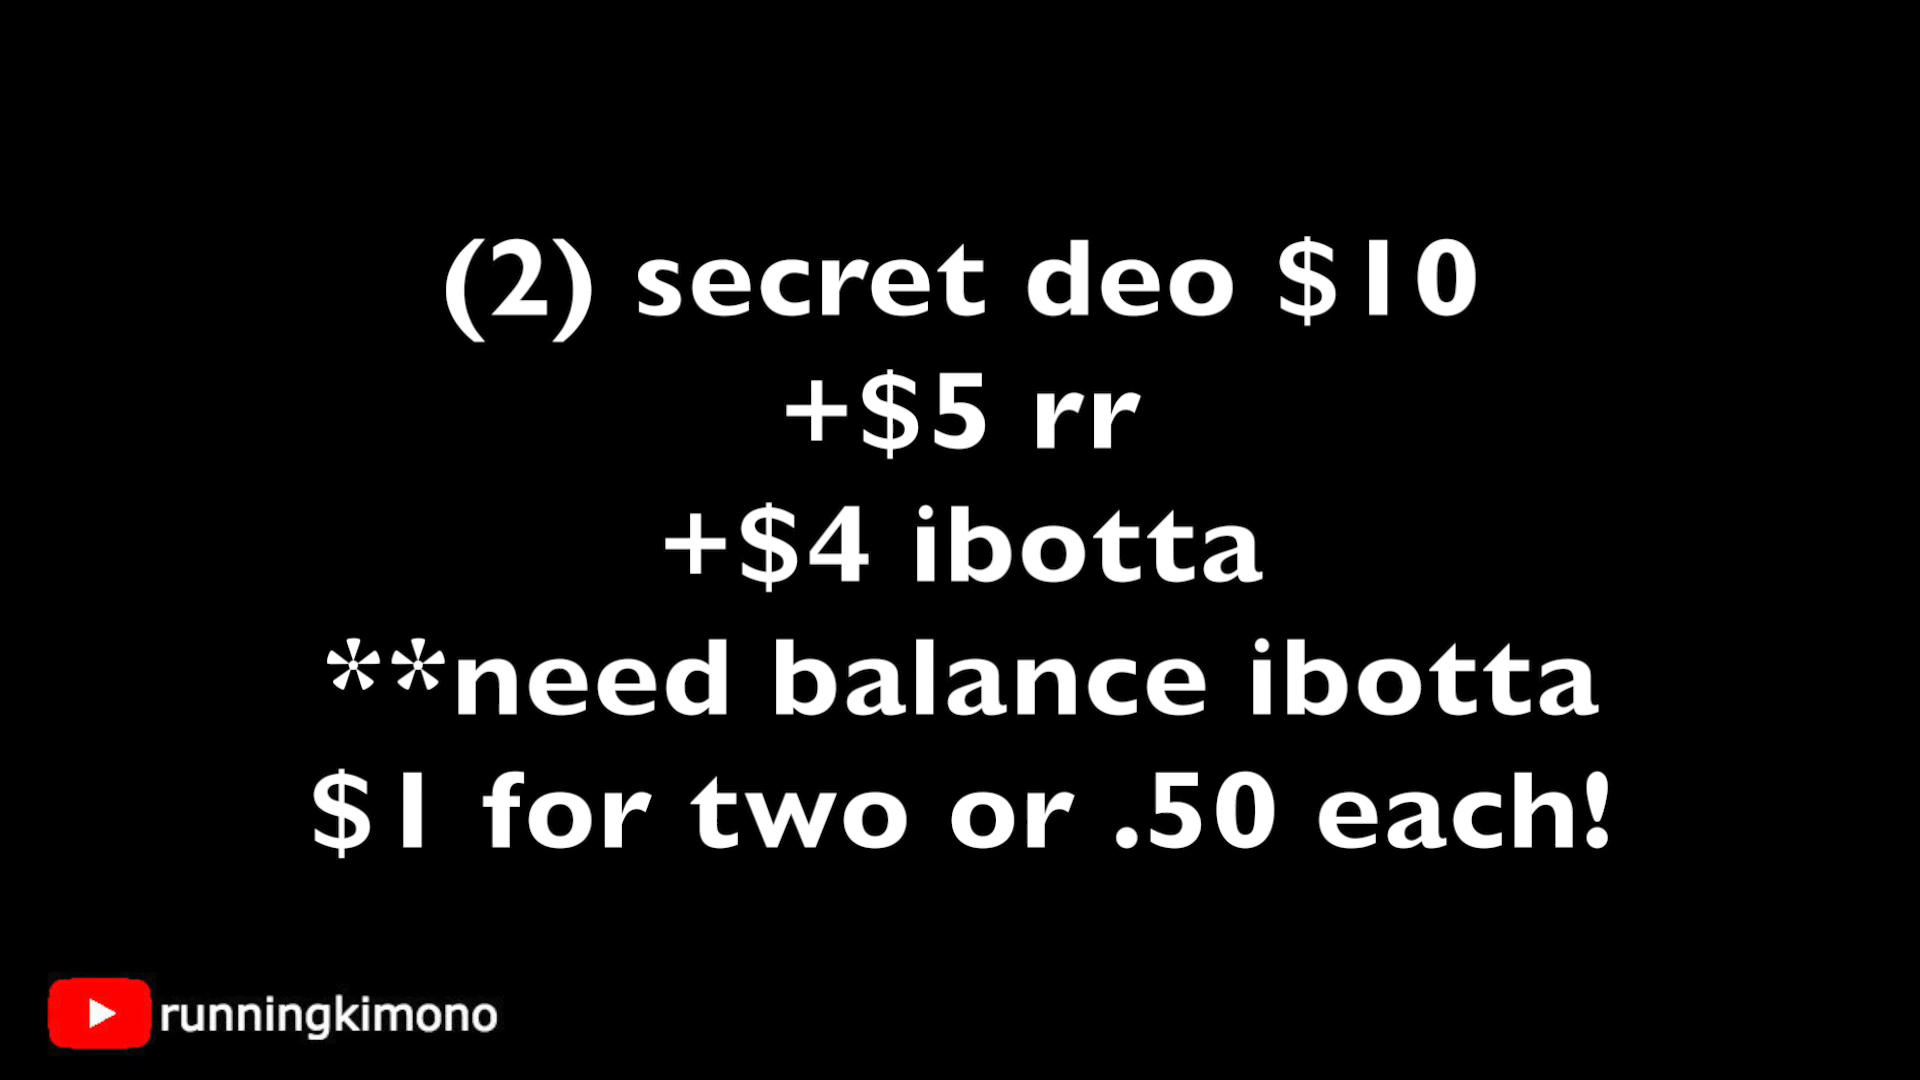 (2) secret deo $10
+$5 rr
+$4 ibotta
**need balance ibotta
$1 for two or .50 each!
runningkimono